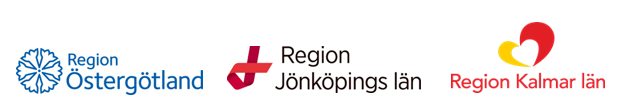 Region
Östergötland
Region
Jönköpings län
Region Kalmar län